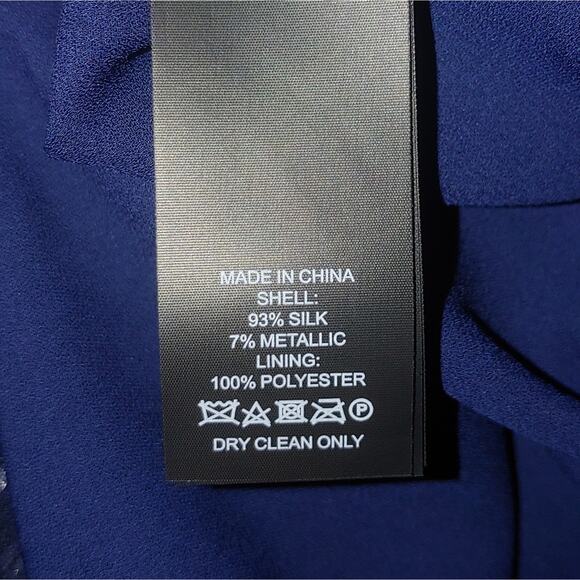 MADE IN CHINA
SHELL:
93% SILK
7% METALLIC
LINING:
100% POLYESTER
P
DRY CLEAN ONLY